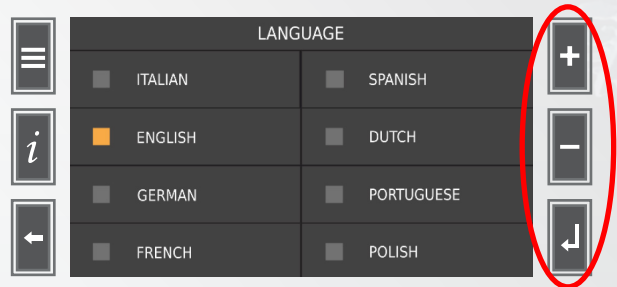 LANGUAGE
ITALIAN
ENGLISH
GERMAN
FRENCH
SPANISH
DUTCH
PORTUGUESE
POLISH
i
+
−